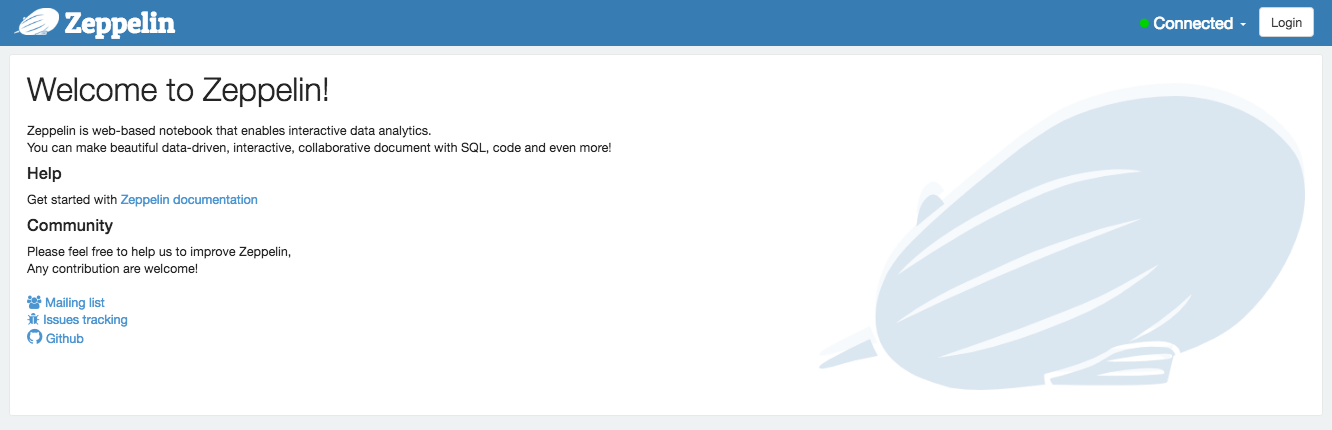 Zeppelin
Connected
Login
Welcome to Zeppelin!
Zeppelin is web-based notebook that enables interactive data analytics.
You can make beautiful data-driven, interactive, collaborative document with SQL, code and even more!
Help
Get started with Zeppelin documentation
Community
Please feel free to help us to improve Zeppelin,
Any contribution are welcome!
Mailing list
Issues tracking
Github